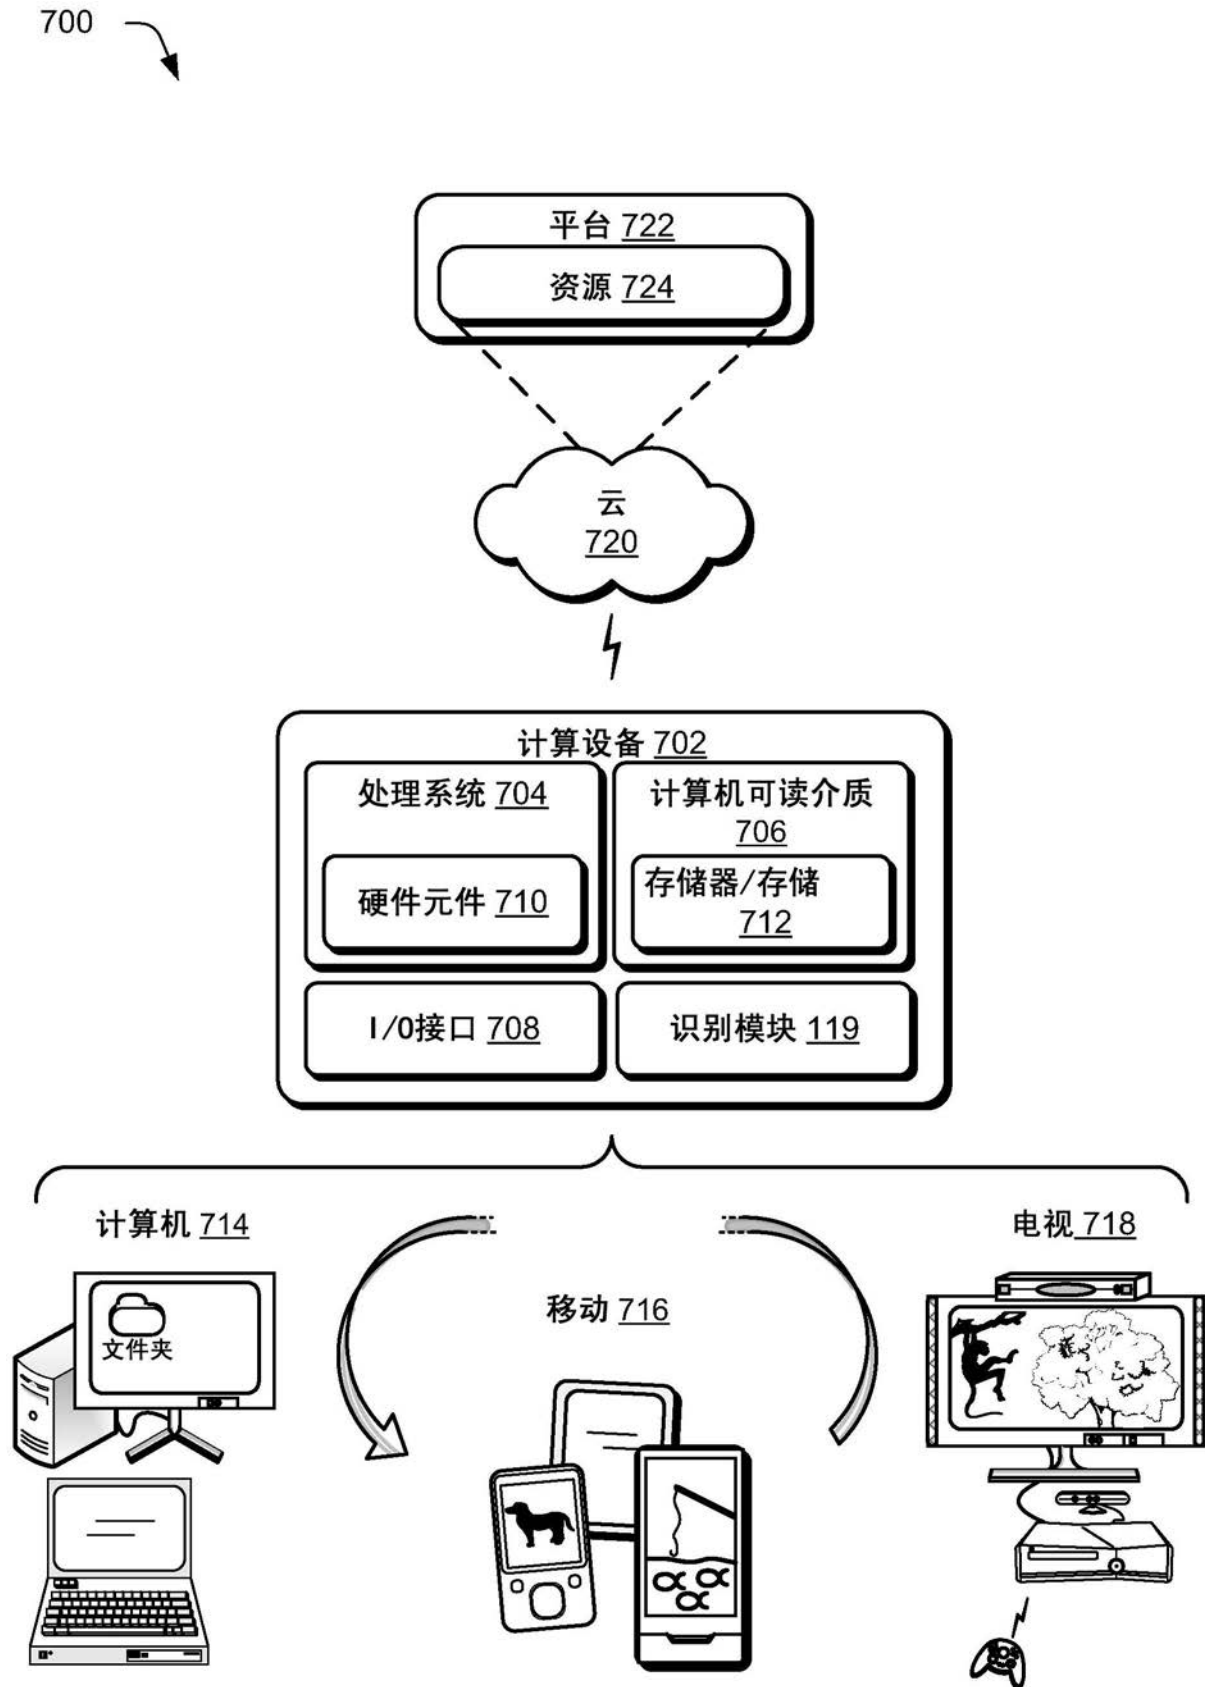 700
平台 722
资源 724
云
720
计算设备 702
处理系统 704
计算机可读介质
706
硬件元件 710
存储器/存储
712
I/O接口 708
识别模块 119
计算机 714
电视 718
移动 716
文件夹